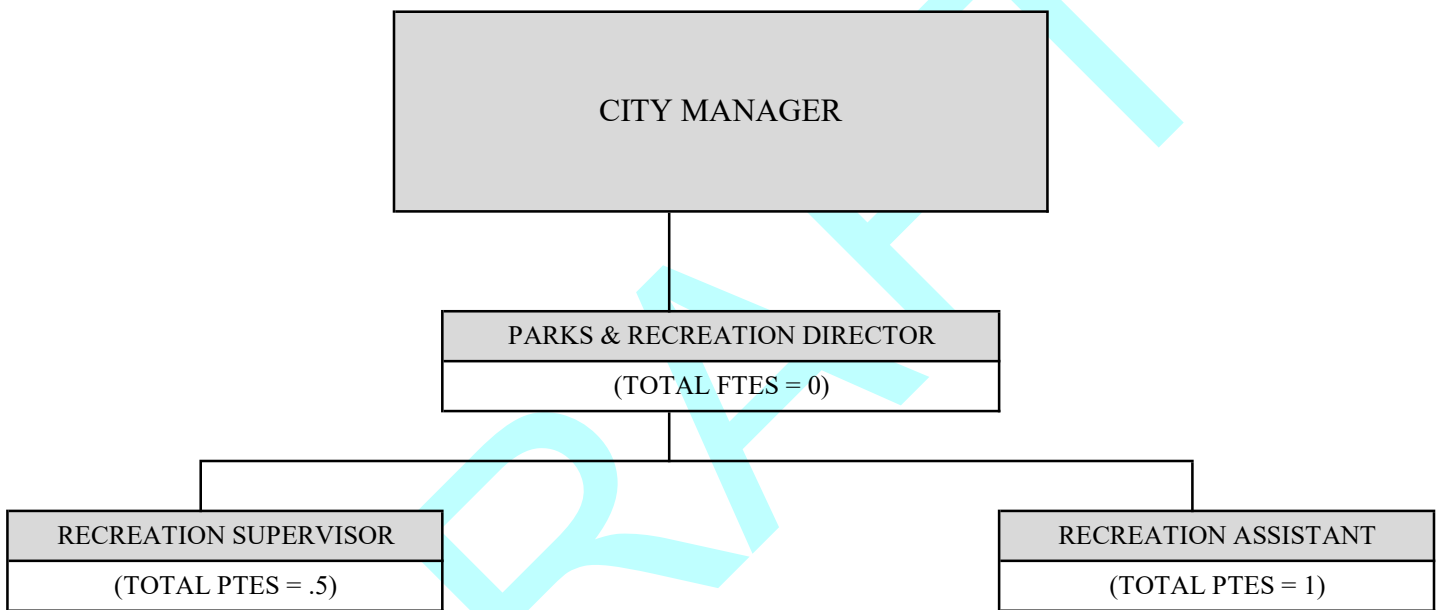 CITY MANAGER
PARKS & RECREATION DIRECTOR
(TOTAL FTES = 0)
RECREATION SUPERVISOR
(TOTAL PTES = .5)
RECREATION ASSISTANT
(TOTAL PTES = 1)